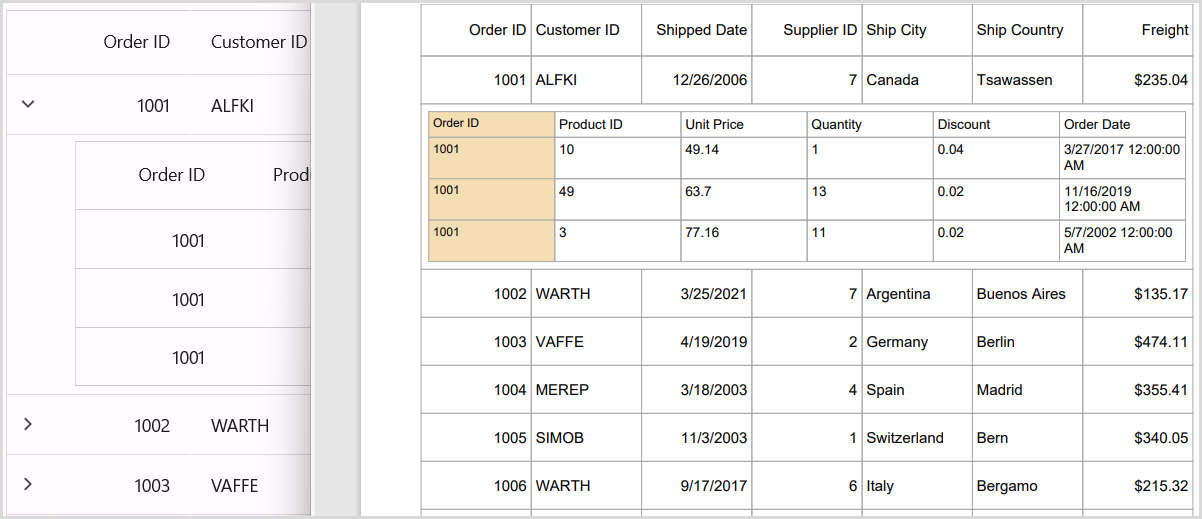 Order ID Customer ID
1001 ALFKI
Order ID Produ
1001
1001
1001
1002 WARTH
1003 VAFFE
Order ID Customer ID Shipped Date Supplier ID Ship City Ship Country Freight
1001 ALFKI 12/26/2006 7 Canada Tsawassen $235.04
Order ID Product ID Unit Price Quantity Discount Order Date
1001 10 49.14 1 0.04 3/27/2017 12:00:00
AM
1001 49 63.7 13 0.02 11/16/2019
12:00:00 AM
1001 3 77.16 11 0.02 5/7/2002 12:00:00
AM
1002 WARTH 3/25/2021 7 Argentina Buenos Aires $135.17
1003 VAFFE 4/19/2019 2 Germany Berlin $474.11
1004 MEREP 3/18/2003 4 Spain Madrid $355.41
1005 SIMOB 11/3/2003 1 Switzerland Bern $340.05
1006 WARTH 9/17/2017 6 Italy Bergamo $215.32